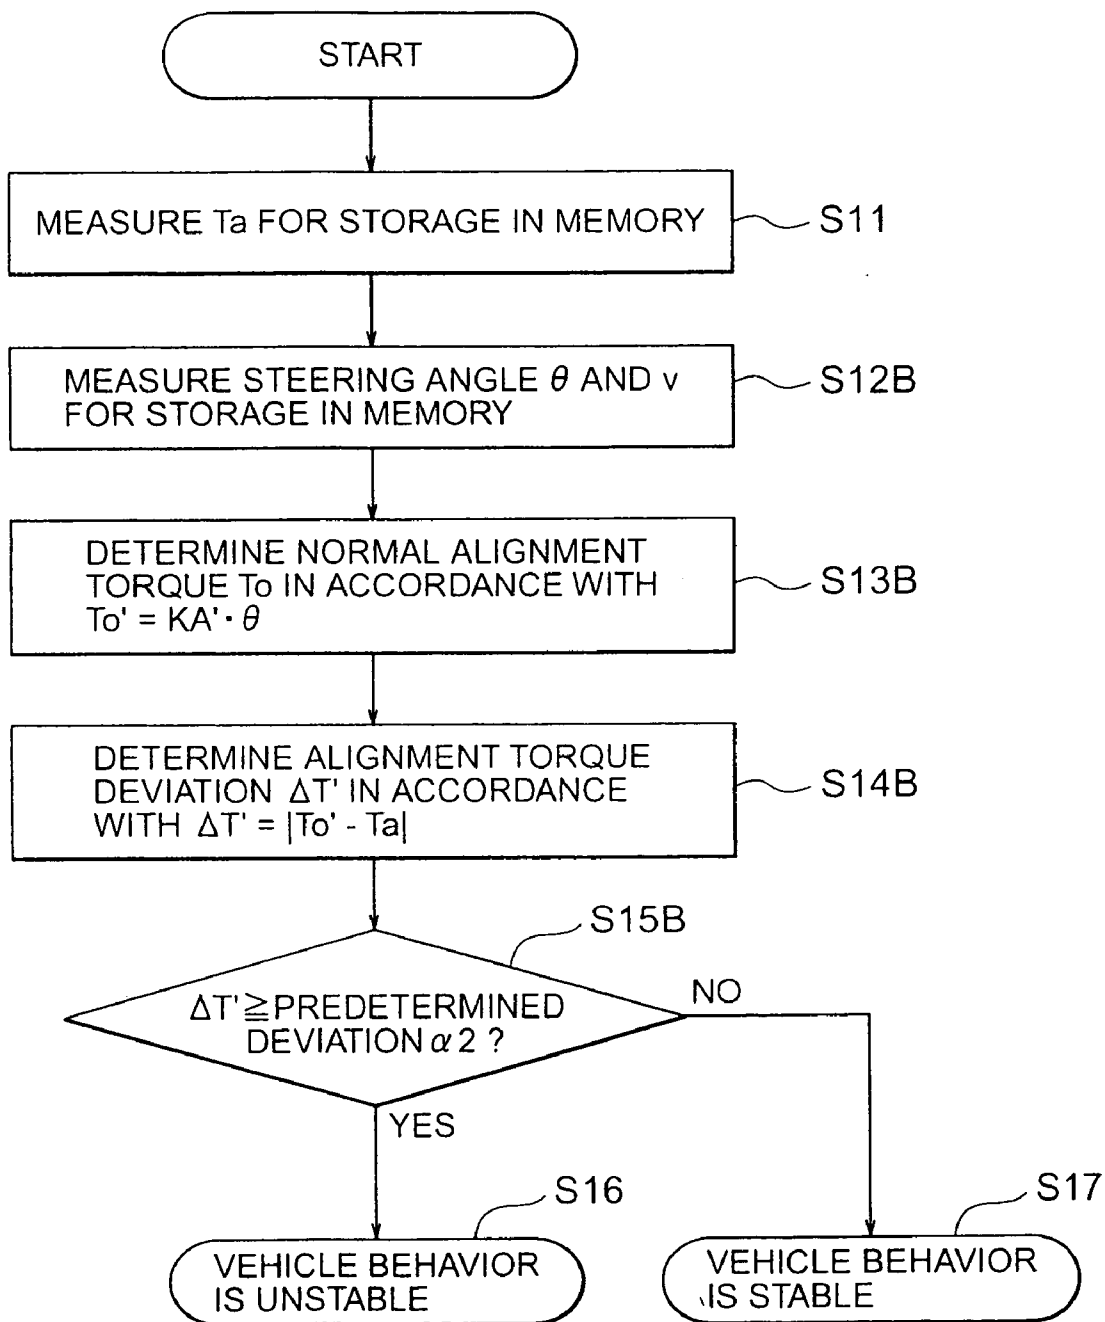 START
MEASURE Ta FOR STORAGE IN MEMORY
S11
MEASURE STEERING ANGLE θ AND v
FOR STORAGE IN MEMORY
S12B
DETERMINE NORMAL ALIGNMENT
TORQUE To IN ACCORDANCE WITH
To' = KA'· θ
S13B
DETERMINE ALIGNMENT TORQUE
DEVIATION ΔT' IN ACCORDANCE
WITH ΔT' = |To' - Ta|
S14B
S15B
ΔT' ≧ PREDETERMINED
DEVIATION α2 ?
NO
YES
S16
VEHICLE BEHAVIOR
IS UNSTABLE
S17
VEHICLE BEHAVIOR
IS STABLE